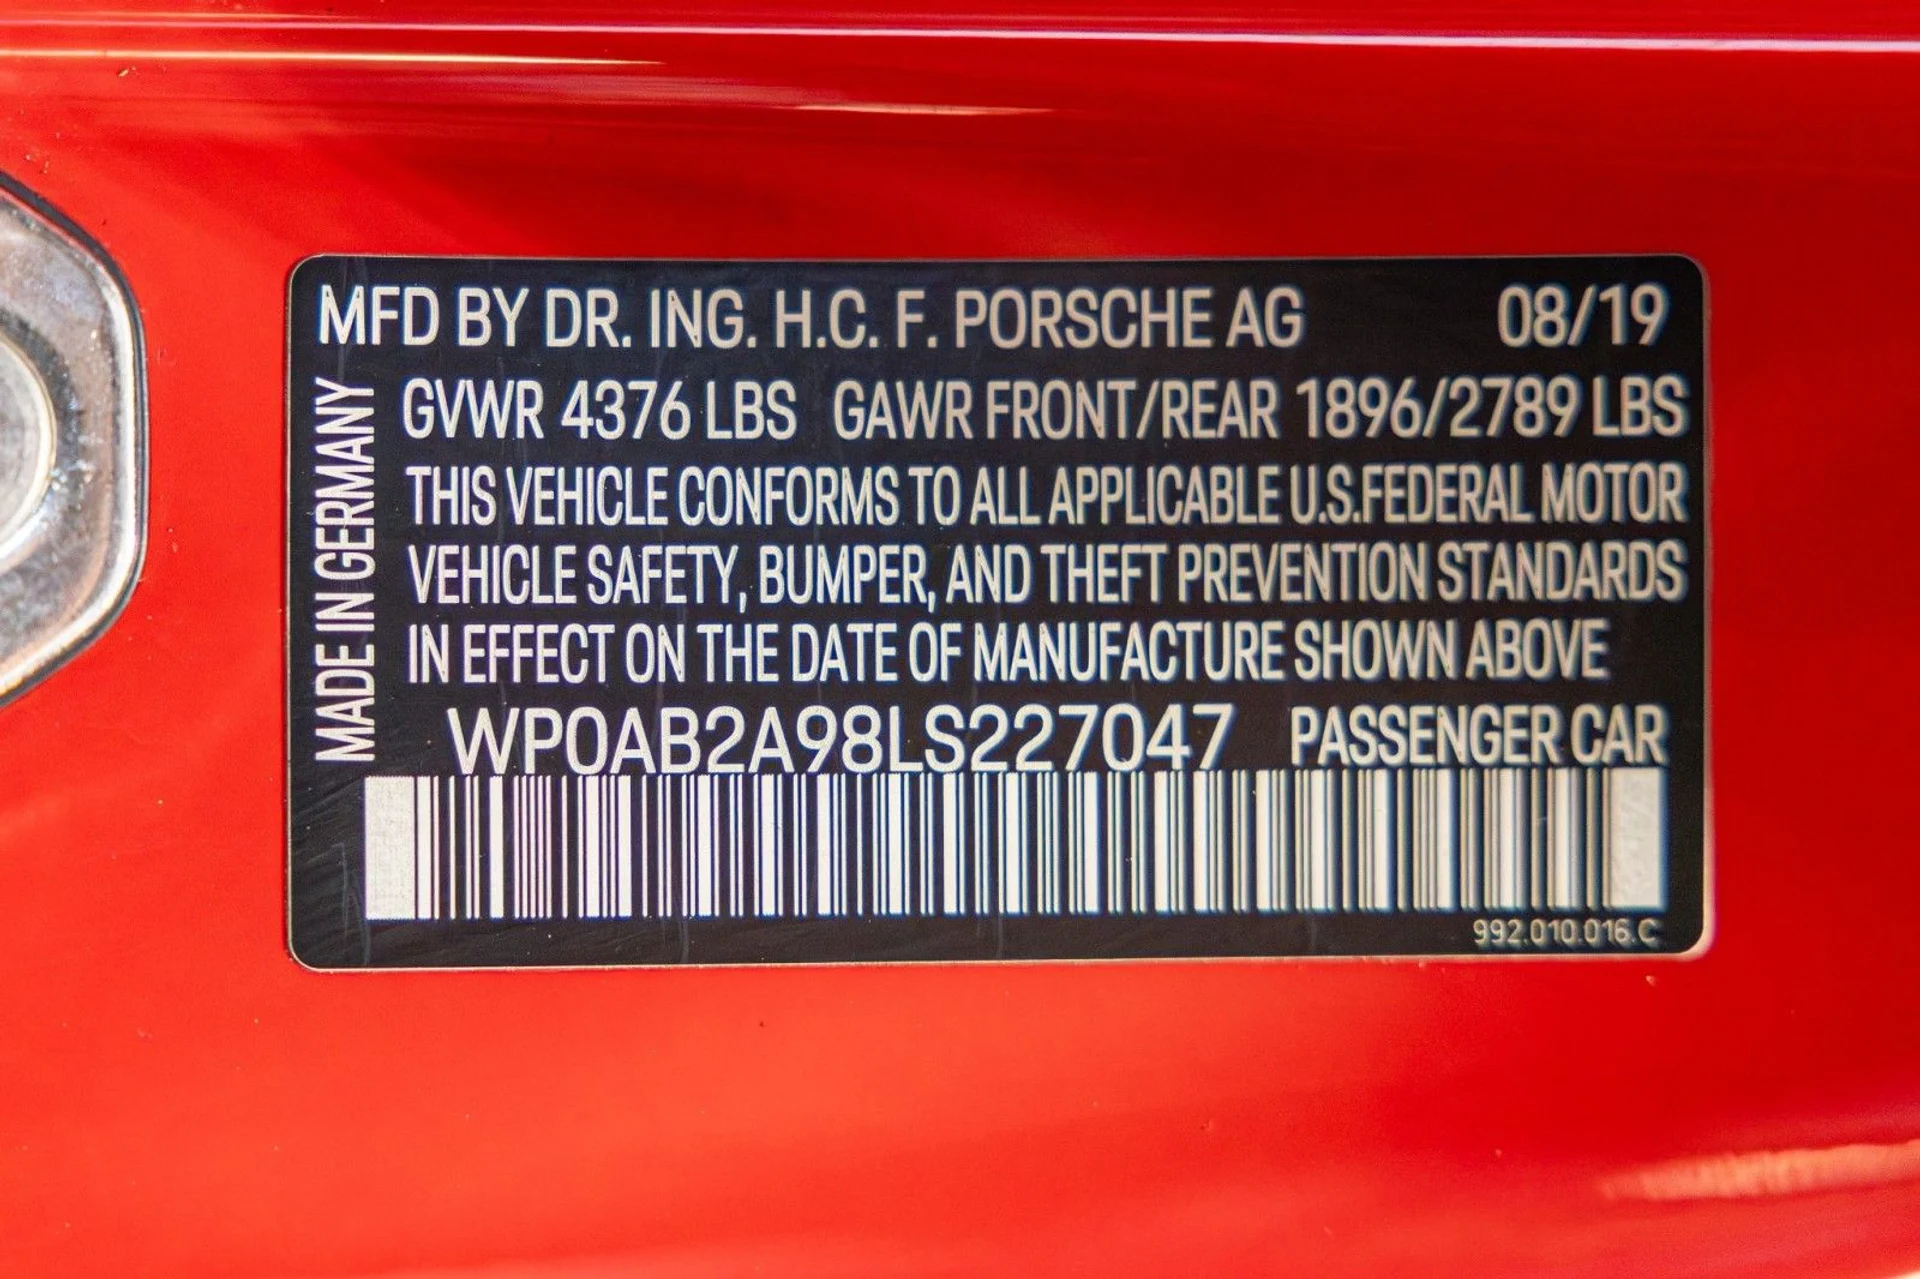 MFD BY DR. ING. H.C. F. PORSCHE AG 08/19
GVWR 4376 LBS GAWR FRONT/REAR 1896/2789 LBS
THIS VEHICLE CONFORMS TO ALL APPLICABLE U.S.FEDERAL MOTOR
VEHICLE SAFETY, BUMPER, AND THEFT PREVENTION STANDARDS
IN EFFECT ON THE DATE OF MANUFACTURE SHOWN ABOVE
WP0AB2A98LS227047 PASSENGER CAR
992.010.016.C
MADE IN GERMANY